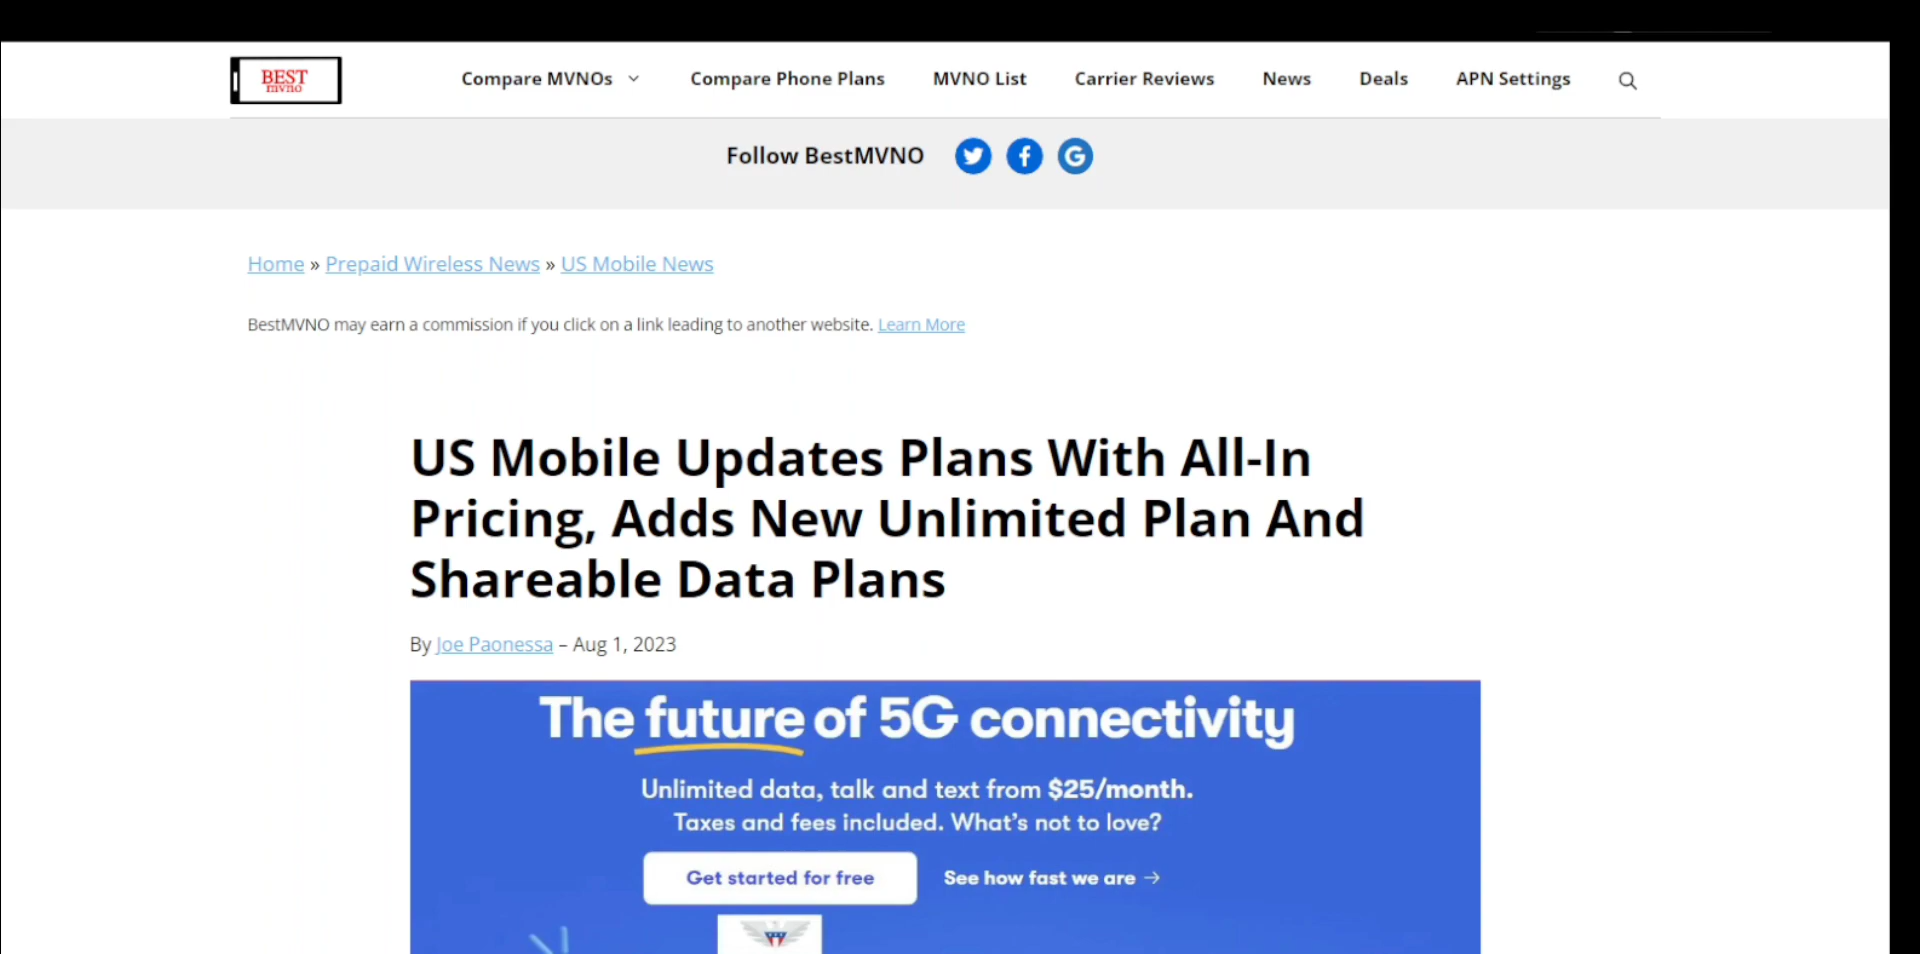 BEST
mvno
Compare MVNOs
Compare Phone Plans
MVNO List
Carrier Reviews
News
Deals
APN Settings
Follow BestMVNO
Home » Prepaid Wireless News » US Mobile News
BestMVNO may earn a commission if you click on a link leading to another website. Learn More
US Mobile Updates Plans With All-In
Pricing, Adds New Unlimited Plan And
Shareable Data Plans
By Joe Paonessa – Aug 1, 2023
The future of 5G connectivity
Unlimited data, talk and text from $25/month.
Taxes and fees included. What's not to love?
Get started for free
See how fast we are →